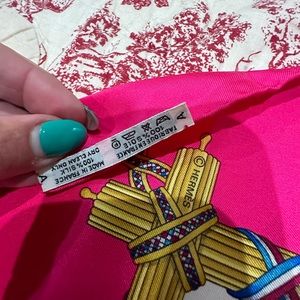 FABRIQUE EN FRANCE
100% SOIE
A
A
MADE IN FRANCE
100% SILK
DRY CLEAN ONLY
© HERMES